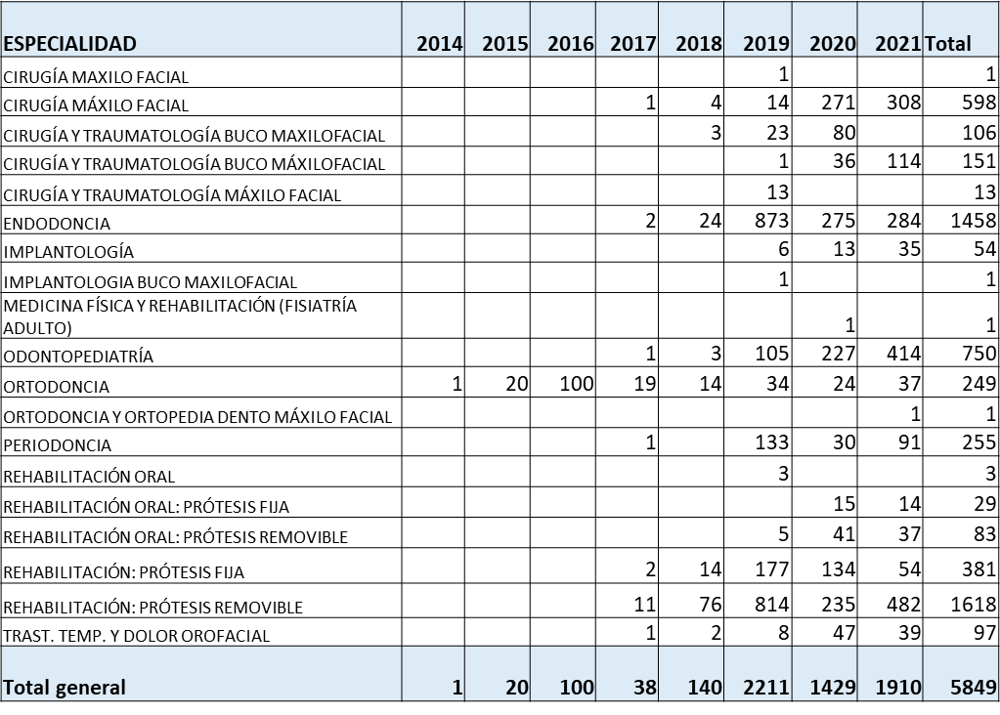 ESPECIALIDAD 2014 2015 2016 2017 2018 2019 2020 2021 Total
CIRUGÍA MAXILO FACIAL 1 1
CIRUGÍA MÁXILO FACIAL 1 4 14 271 308 598
CIRUGÍA Y TRAUMATOLOGÍA BUCO MAXILOFACIAL 3 23 80 106
CIRUGÍA Y TRAUMATOLOGÍA BUCO MÁXILOFACIAL 1 36 114 151
CIRUGÍA Y TRAUMATOLOGÍA MÁXILO FACIAL 13 13
ENDODONCIA 2 24 873 275 284 1458
IMPLANTOLOGÍA 6 13 35 54
IMPLANTOLOGIA BUCO MAXILOFACIAL 1 1
MEDICINA FÍSICA Y REHABILITACIÓN (FISIATRÍA
ADULTO) 1 1
ODONTOPEDIATRÍA 1 3 105 227 414 750
ORTODONCIA 1 20 100 19 14 34 24 37 249
ORTODONCIA Y ORTOPEDIA DENTO MÁXILO FACIAL 1 1
PERIODONCIA 1 133 30 91 255
REHABILITACIÓN ORAL 3 3
REHABILITACIÓN ORAL: PRÓTESIS FIJA 15 14 29
REHABILITACIÓN ORAL: PRÓTESIS REMOVIBLE 5 41 37 83
REHABILITACIÓN: PRÓTESIS FIJA 2 14 177 134 54 381
REHABILITACIÓN: PRÓTESIS REMOVIBLE 11 76 814 235 482 1618
TRAST. TEMP. Y DOLOR OROFACIAL 1 2 8 47 39 97
Total general 1 20 100 38 140 2211 1429 1910 5849